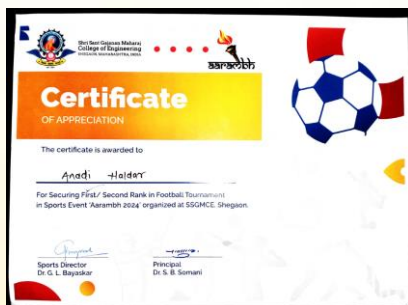 Shri Sant Gajanan Maharaj
College of Engineering
SHEGAON, MAHARASHTRA, INDIA
aarambh
Certificate
OF APPRECIATION
The certificate is awarded to
Anadi Haldar
For Securing First/ Second Rank in Football Tournament
in Sports Event 'Aarambh 2024' organized at SSGMCE, Shegaon.
Sports Director
Dr. G. L. Bayaskar
Principal
Dr. S. B. Somani